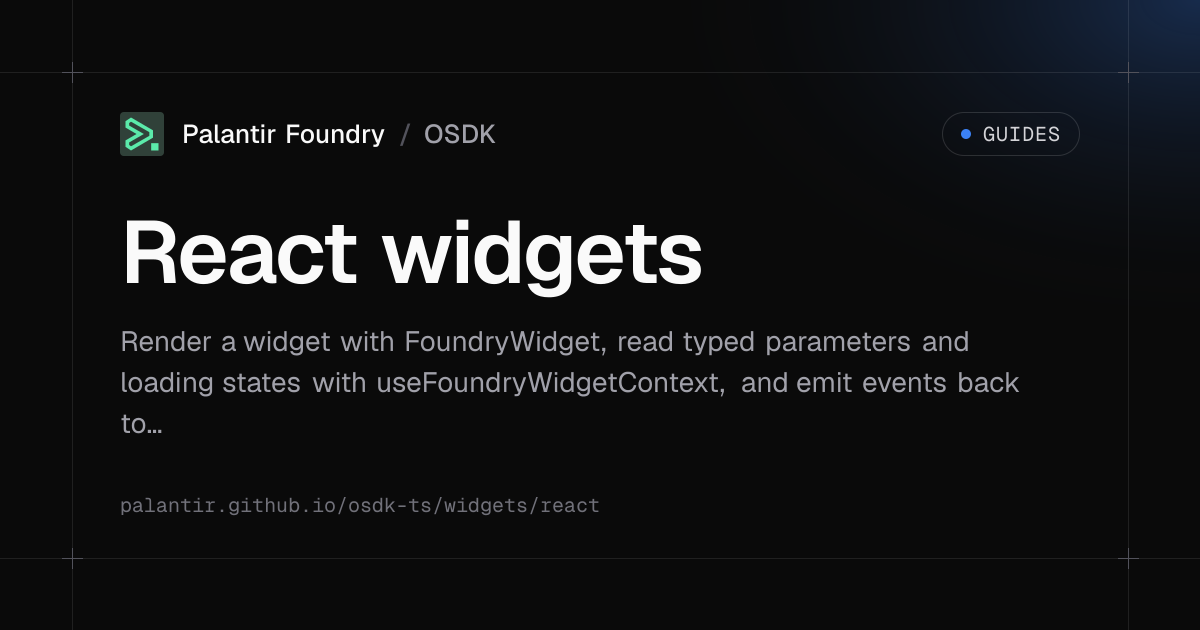 Palantir Foundry / OSDK
GUIDES
React widgets
Render a widget with FoundryWidget, read typed parameters and
loading states with useFoundryWidgetContext, and emit events back
to…
palantir.github.io/osdk-ts/widgets/react